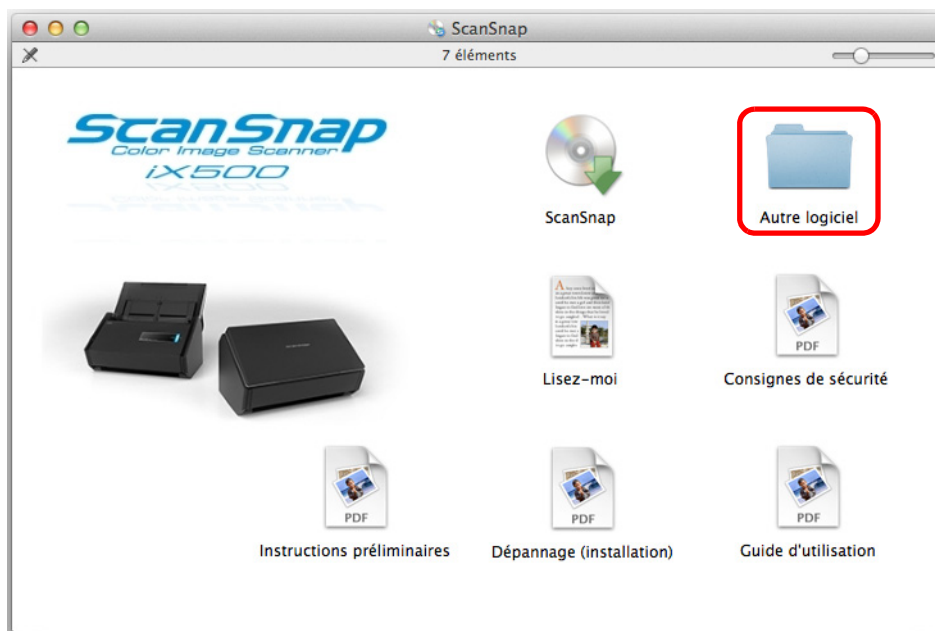 ScanSnap
7 éléments
ScanSnap
Color Image Scanner
iX500
ScanSnap
Autre logiciel
Lisez-moi
PDF
Consignes de sécurité
PDF
Instructions préliminaires
PDF
Dépannage (installation)
PDF
Guide d'utilisation